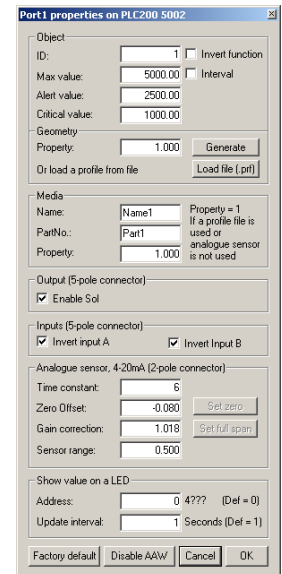 Port1 properties on PLC200 5002
Object
ID: 1 Invert function
Max value: 5000.00 Interval
Alert value: 2500.00
Critical value: 1000.00
Geometry
Property: 1.000 Generate
Or load a profile from file Load file (.prf)
Media
Name: Name1 Property = 1
If a profile file is
PartNo.: Part1 used or
analogue sensor
Property: 1.000 is not used
Output (5-pole connector)
Enable Sol
Inputs (5-pole connector)
Invert input A Invert Input B
Analogue sensor, 4-20mA (2-pole connector)
Time constant: 6
Zero Offset: -0.080 Set zero
Gain correction: 1.018 Set full span
Sensor range: 0.500
Show value on a LED
Address: 0 4??? (Def = 0)
Update interval: 1 Seconds (Def = 1)
Factory default Disable AAW Cancel OK